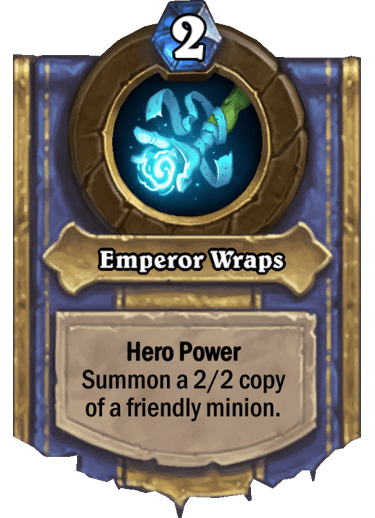 2
Emperor Wraps
Hero Power
Summon a 2/2 copy
of a friendly minion.